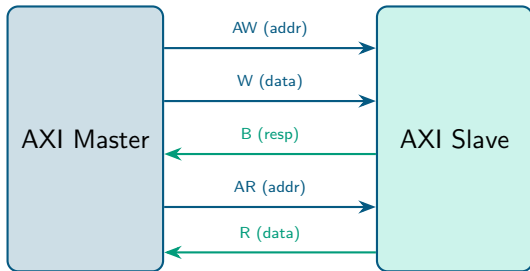 AW (addr)
W (data)
AXI Master
B (resp)
AXI Slave
AR (addr)
R (data)